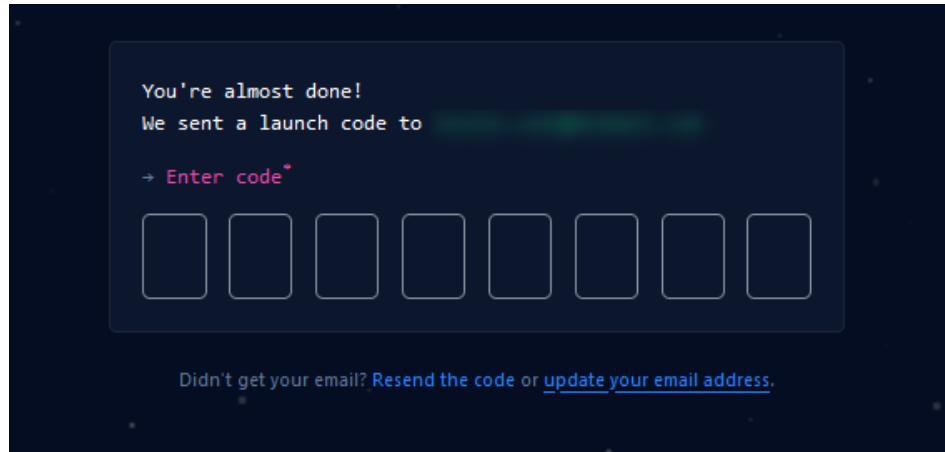 You're almost done!
We sent a launch code to
→ Enter code*
Didn't get your email? Resend the code or update your email address.